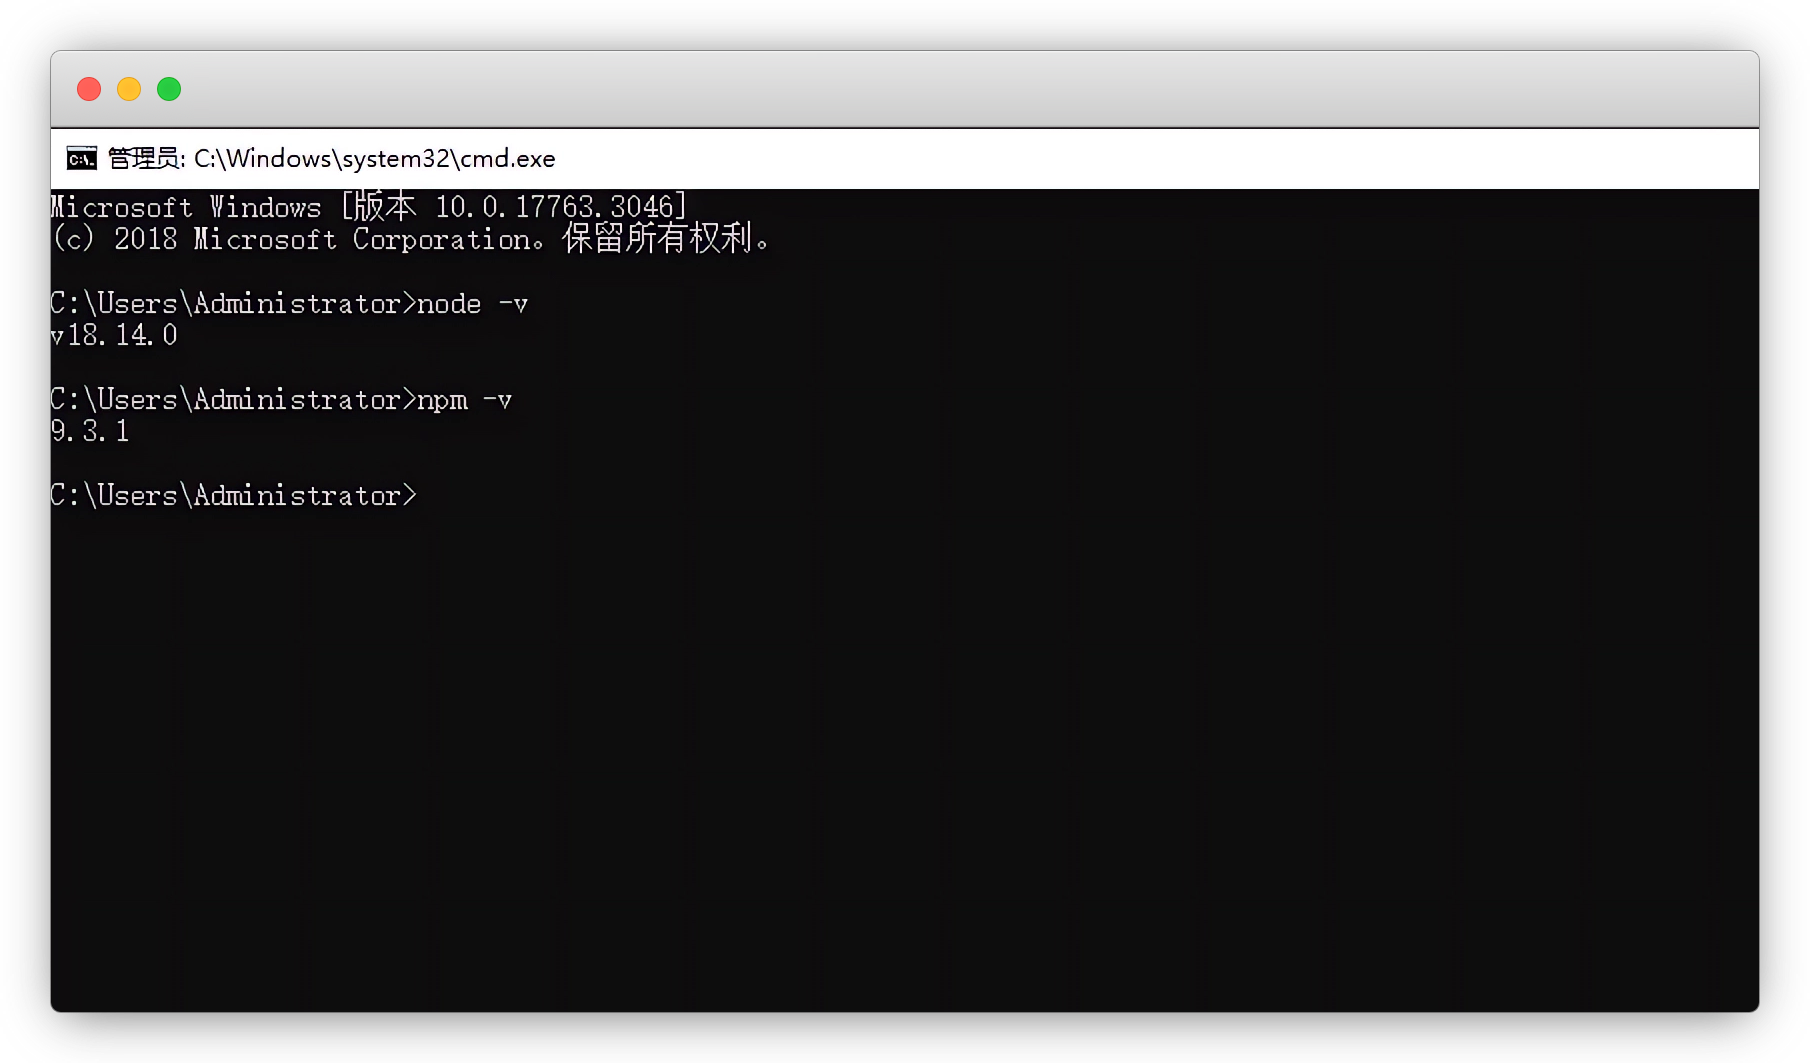 管理员: C:\Windows\system32\cmd.exe
Microsoft Windows [版本 10.0.17763.3046]
(c) 2018 Microsoft Corporation。保留所有权利。
C:\Users\Administrator>node -v
v18.14.0
C:\Users\Administrator>npm -v
9.3.1
C:\Users\Administrator>